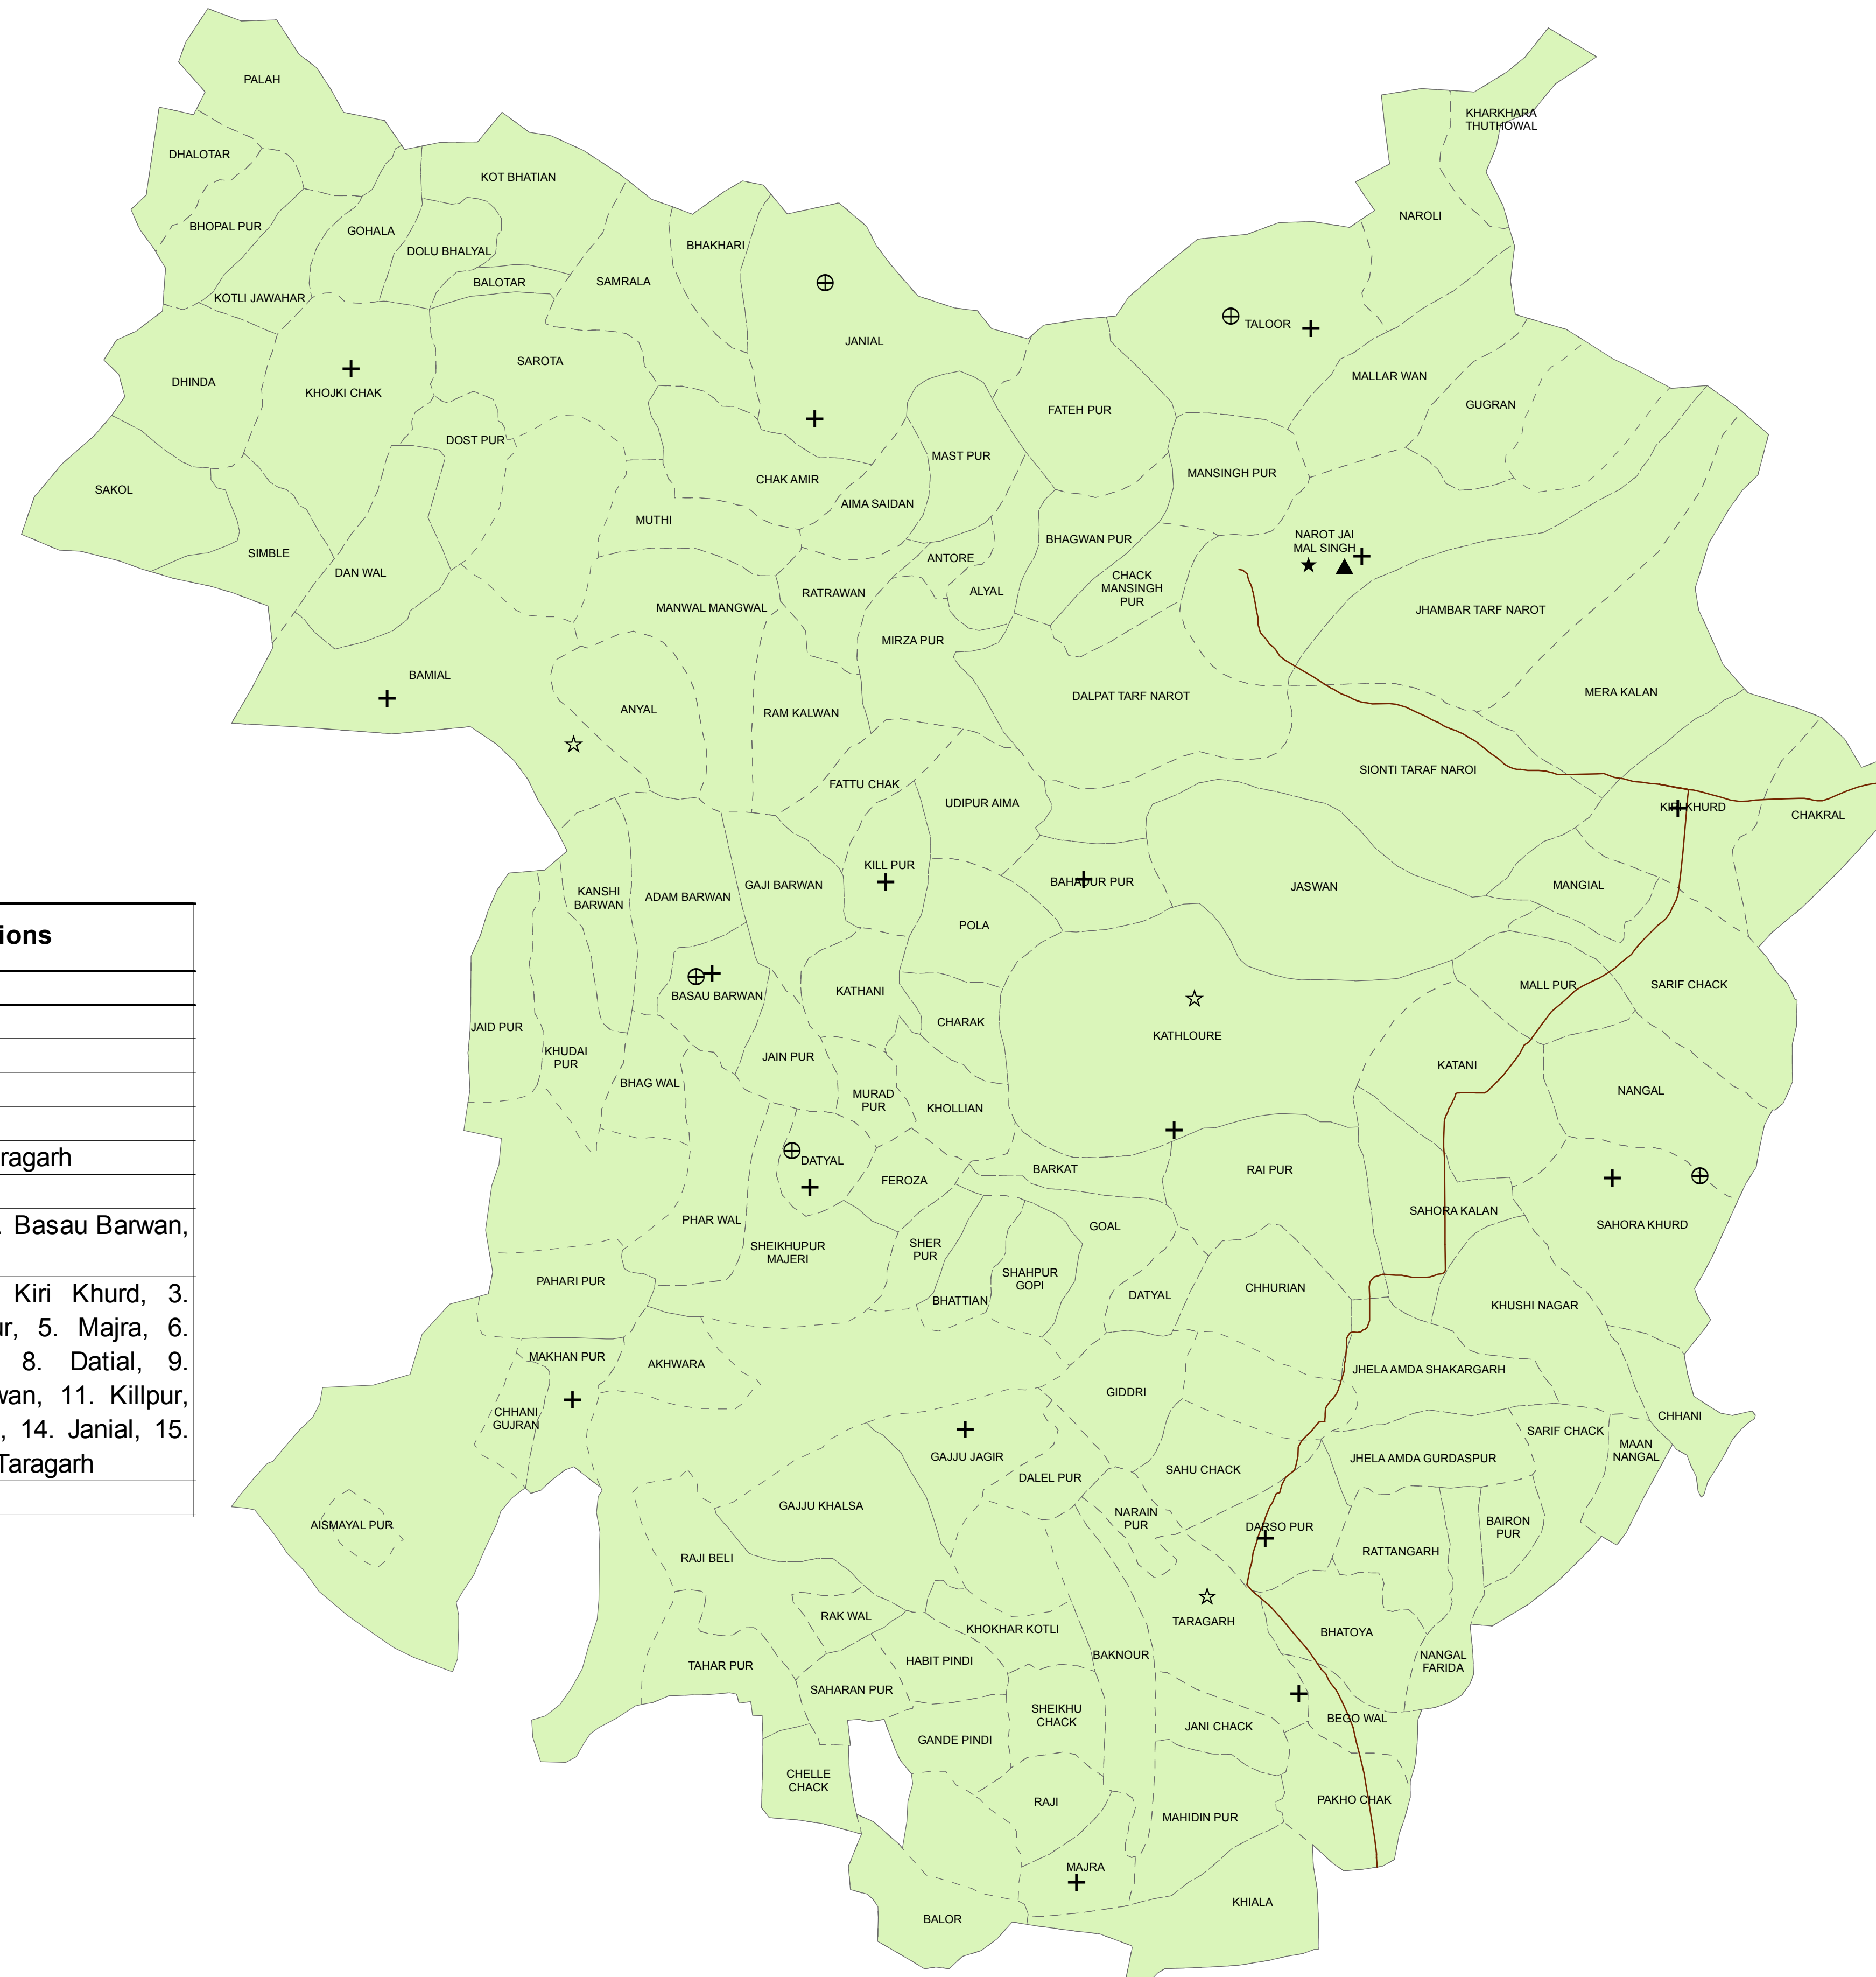 PALAH
KHARKHARA
THUTHOWAL
DHALOTAR
KOT BHATIAN
NAROLI
BHOPAL PUR
GOHALA
DOLU BHALYAL
BHAKHARI
BALOTAR
SAMRALA
KOTLI JAWAHAR
TALOOR
JANIAL
SAROTA
MALLAR WAN
DHINDA
KHOJKI CHAK
GUGRAN
FATEH PUR
DOST PUR
MAST PUR
MANSINGH PUR
CHAK AMIR
SAKOL
AIMA SAIDAN
MUTHI
NAROT JAI
MAL SINGH
BHAGWAN PUR
SIMBLE
ANTORE
DAN WAL
CHACK
MANSINGH
PUR
ALYAL
RATRAWAN
MANWAL MANGWAL
JHAMBAR TARF NAROT
MIRZA PUR
BAMIAL
DALPAT TARF NAROT
MERA KALAN
ANYAL
RAM KALWAN
SIONTI TARAF NAROI
FATTU CHAK
UDIPUR AIMA
KIRI KHURD
CHAKRAL
KILL PUR
BAHADUR PUR
GAJI BARWAN
MANGIAL
JASWAN
KANSHI
BARWAN
ADAM BARWAN
POLA
MALL PUR
SARIF CHACK
KATHANI
BASAU BARWAN
CHARAK
JAID PUR
KATHLOURE
KHUDAI
PUR
JAIN PUR
KATANI
BHAG WAL
NANGAL
MURAD
PUR
KHOLLIAN
DATYAL
BARKAT
RAI PUR
FEROZA
SAHORA KALAN
PHAR WAL
GOAL
SAHORA KHURD
SHEIKHUPUR
MAJERI
SHER
PUR
SHAHPUR
GOPI
PAHARI PUR
CHHURIAN
DATYAL
BHATTIAN
KHUSHI NAGAR
MAKHAN PUR
AKHWARA
JHELA AMDA SHAKARGARH
GIDDRI
CHHANI
GUJRAN
CHHANI
SARIF CHACK
MAAN
NANGAL
GAJJU JAGIR
JHELA AMDA GURDASPUR
SAHU CHACK
DALEL PUR
GAJJU KHALSA
NARAIN
PUR
AISMAYAL PUR
DARSO PUR
BAIRON
PUR
RATTANGARH
RAJI BELI
RAK WAL
TARAGARH
KHOKHAR KOTLI
BHATOYA
BAKNOUR
NANGAL
FARIDA
HABIT PINDI
TAHAR PUR
SAHARAN PUR
SHEIKHU
CHACK
BEGO WAL
JANI CHACK
GANDE PINDI
CHELLE
CHACK
PAKHO CHAK
RAJI
MAHIDIN PUR
MAJRA
KHIALA
BALOR
ions
ragarh
. Basau Barwan,
Kiri Khurd, 3.
ur, 5. Majra, 6.
8. Datial, 9.
wan, 11. Killpur,
, 14. Janial, 15.
Taragarh